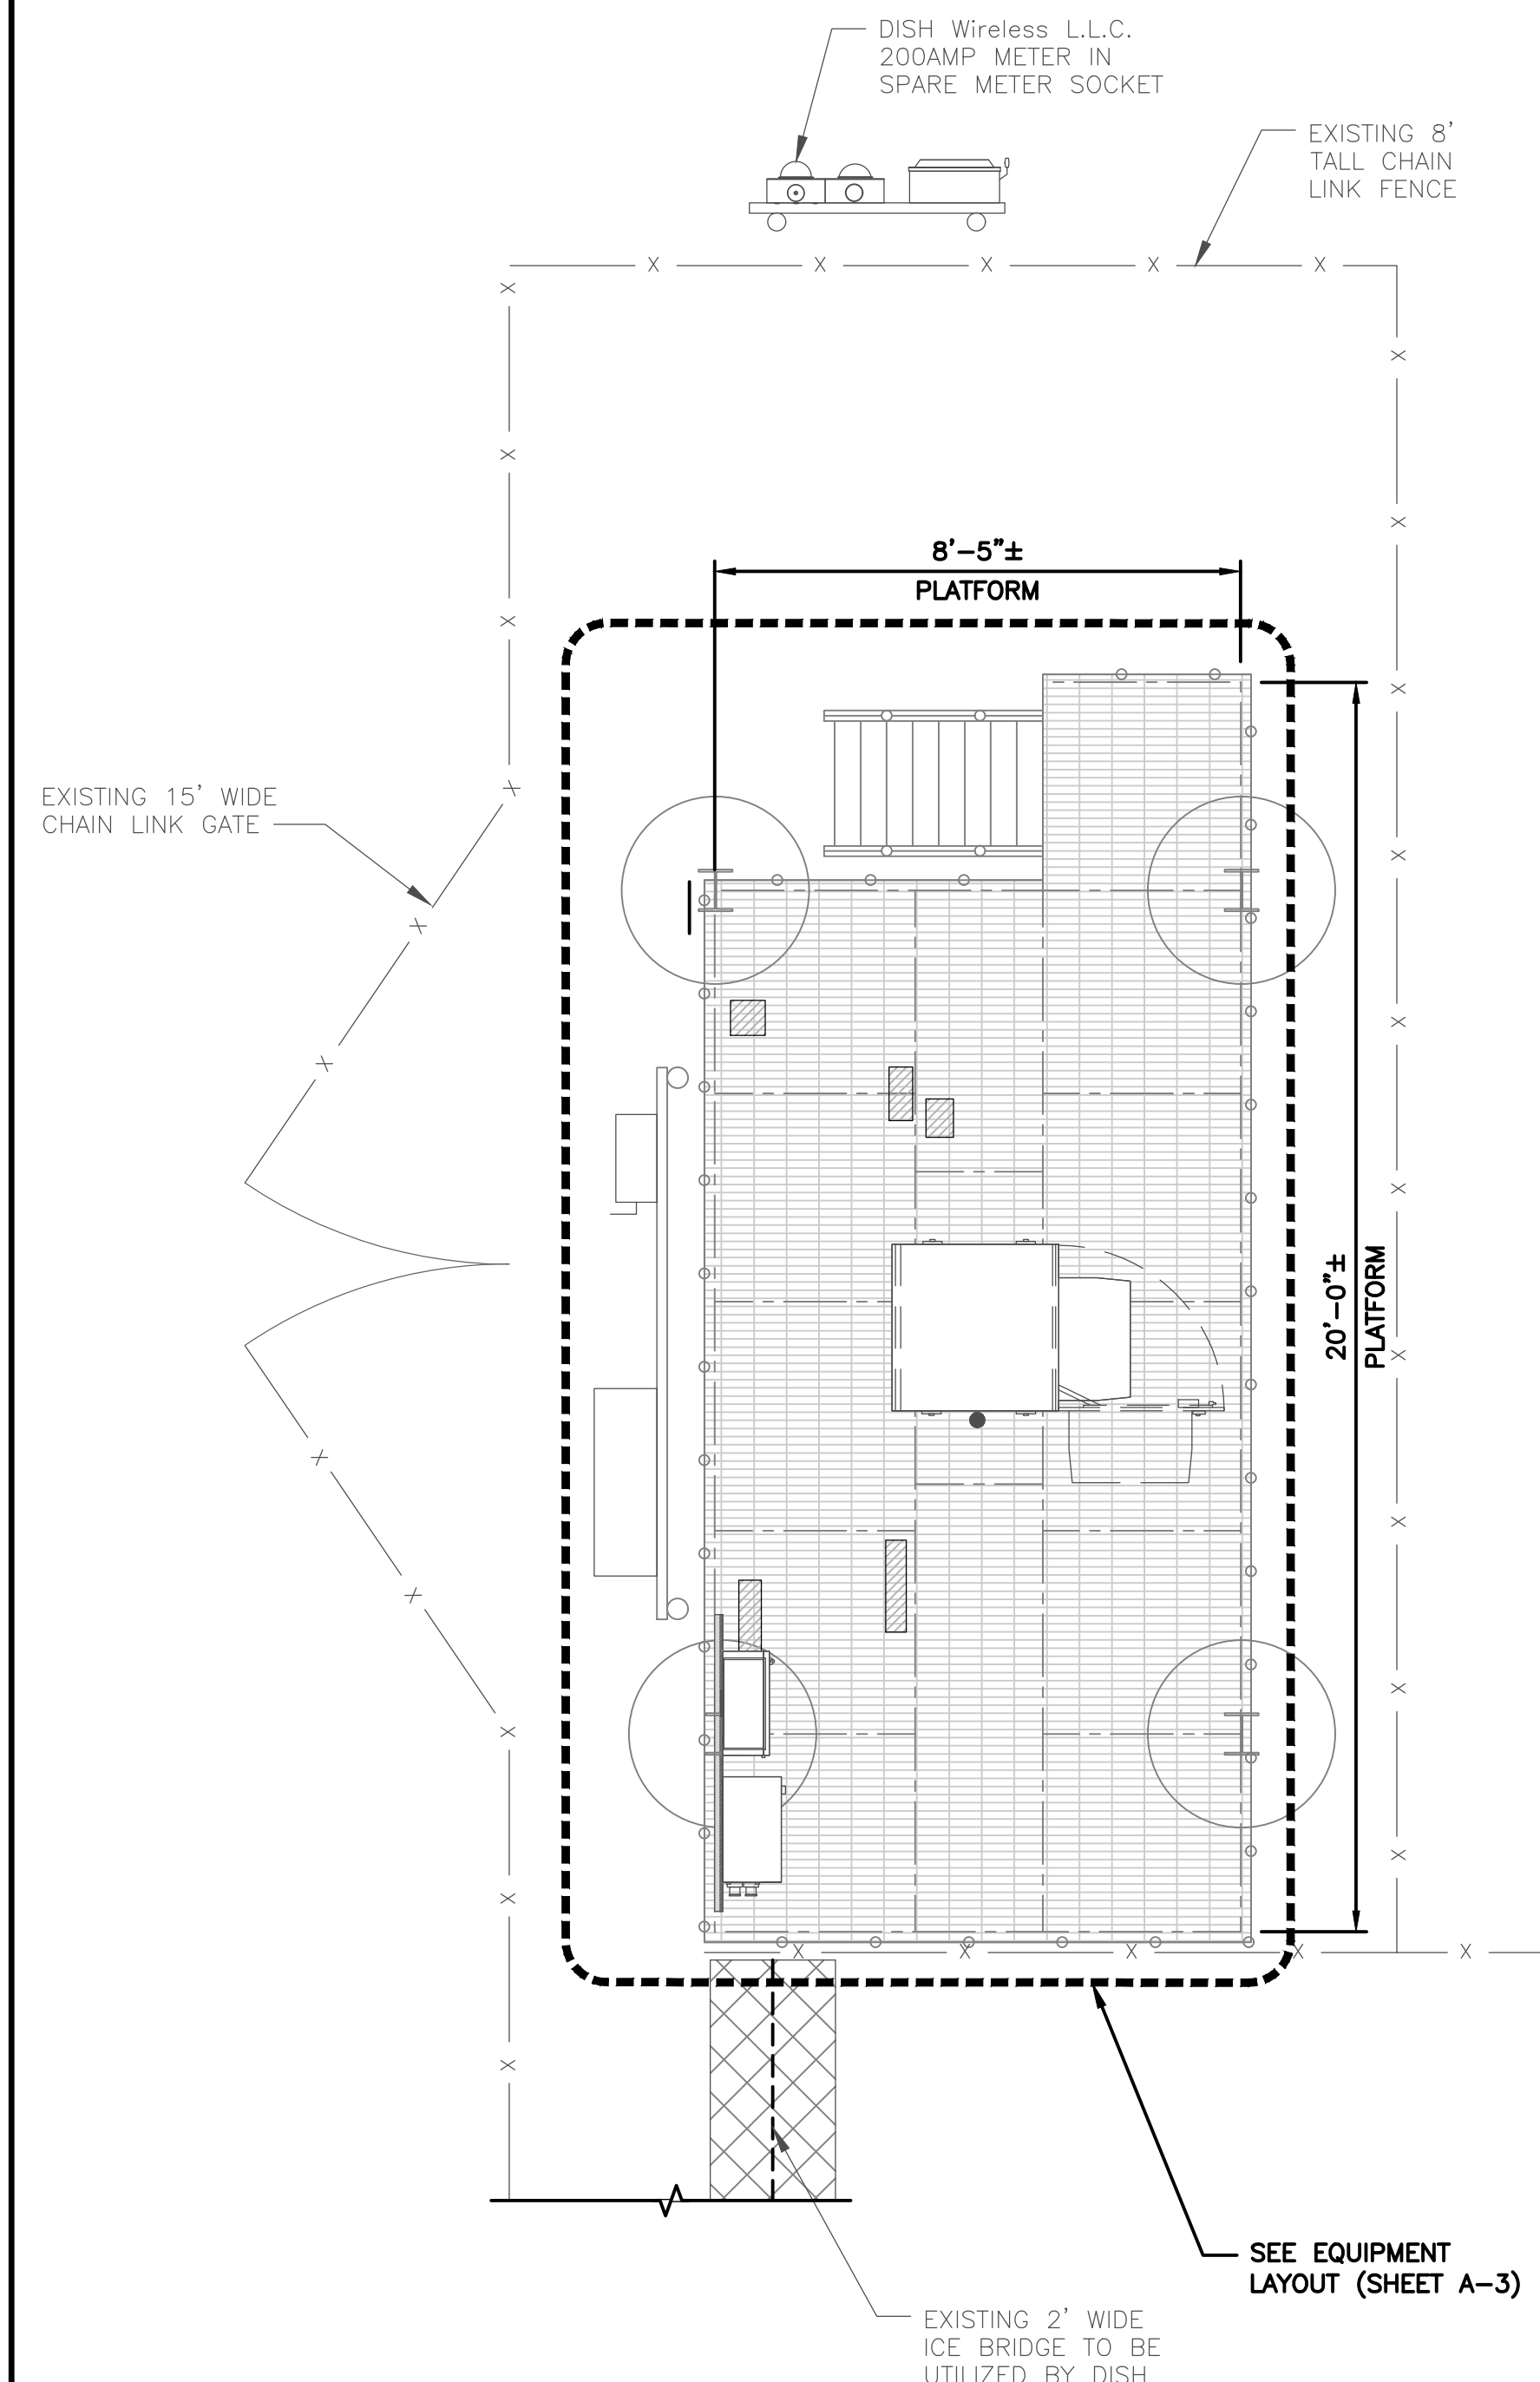 DISH Wireless L.L.C.
200AMP METER IN
SPARE METER SOCKET
EXISTING 8'
TALL CHAIN
LINK FENCE
8'-5"±
PLATFORM
EXISTING 15' WIDE
CHAIN LINK GATE
20'-0"±
PLATFORM
SEE EQUIPMENT
LAYOUT (SHEET A-3)
EXISTING 2' WIDE
ICE BRIDGE TO BE
UTILIZED BY DISH